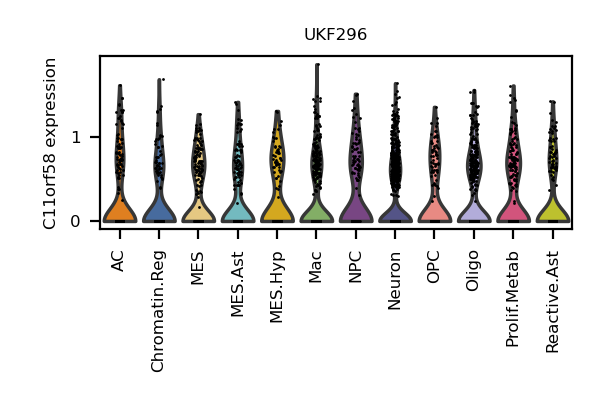 UKF296
C11orf58 expression
1
0
AC
Chromatin.Reg
MES
MES.Ast
MES.Hyp
Mac
NPC
Neuron
OPC
Oligo
Prolif.Metab
Reactive.Ast